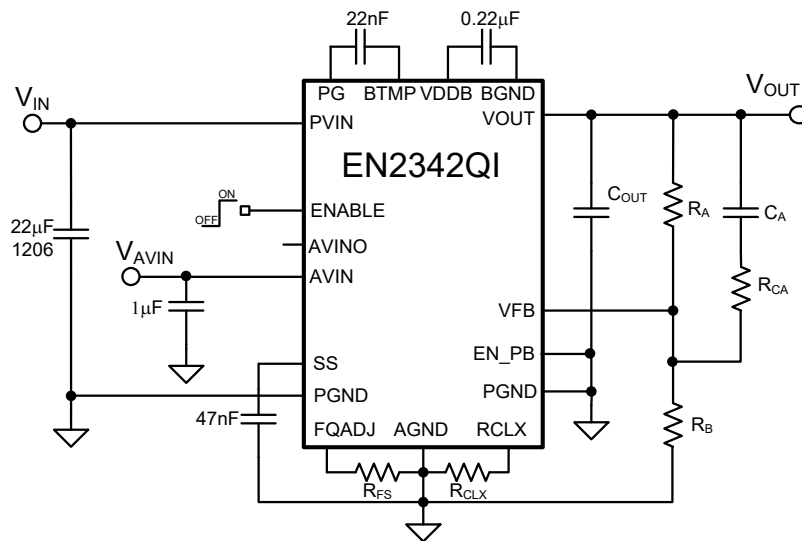 22nF
0.22μF
PG
BTMP
VDDB
BGND
VIN
PVIN
VOUT
VOUT
EN2342QI
ON
OFF
ENABLE
COUT
RA
CA
22μF
1206
AVINO
VAVIN
AVIN
RCA
1μF
VFB
SS
EN_PB
PGND
PGND
47nF
RB
FQADJ
AGND
RCLX
RFS
RCLX